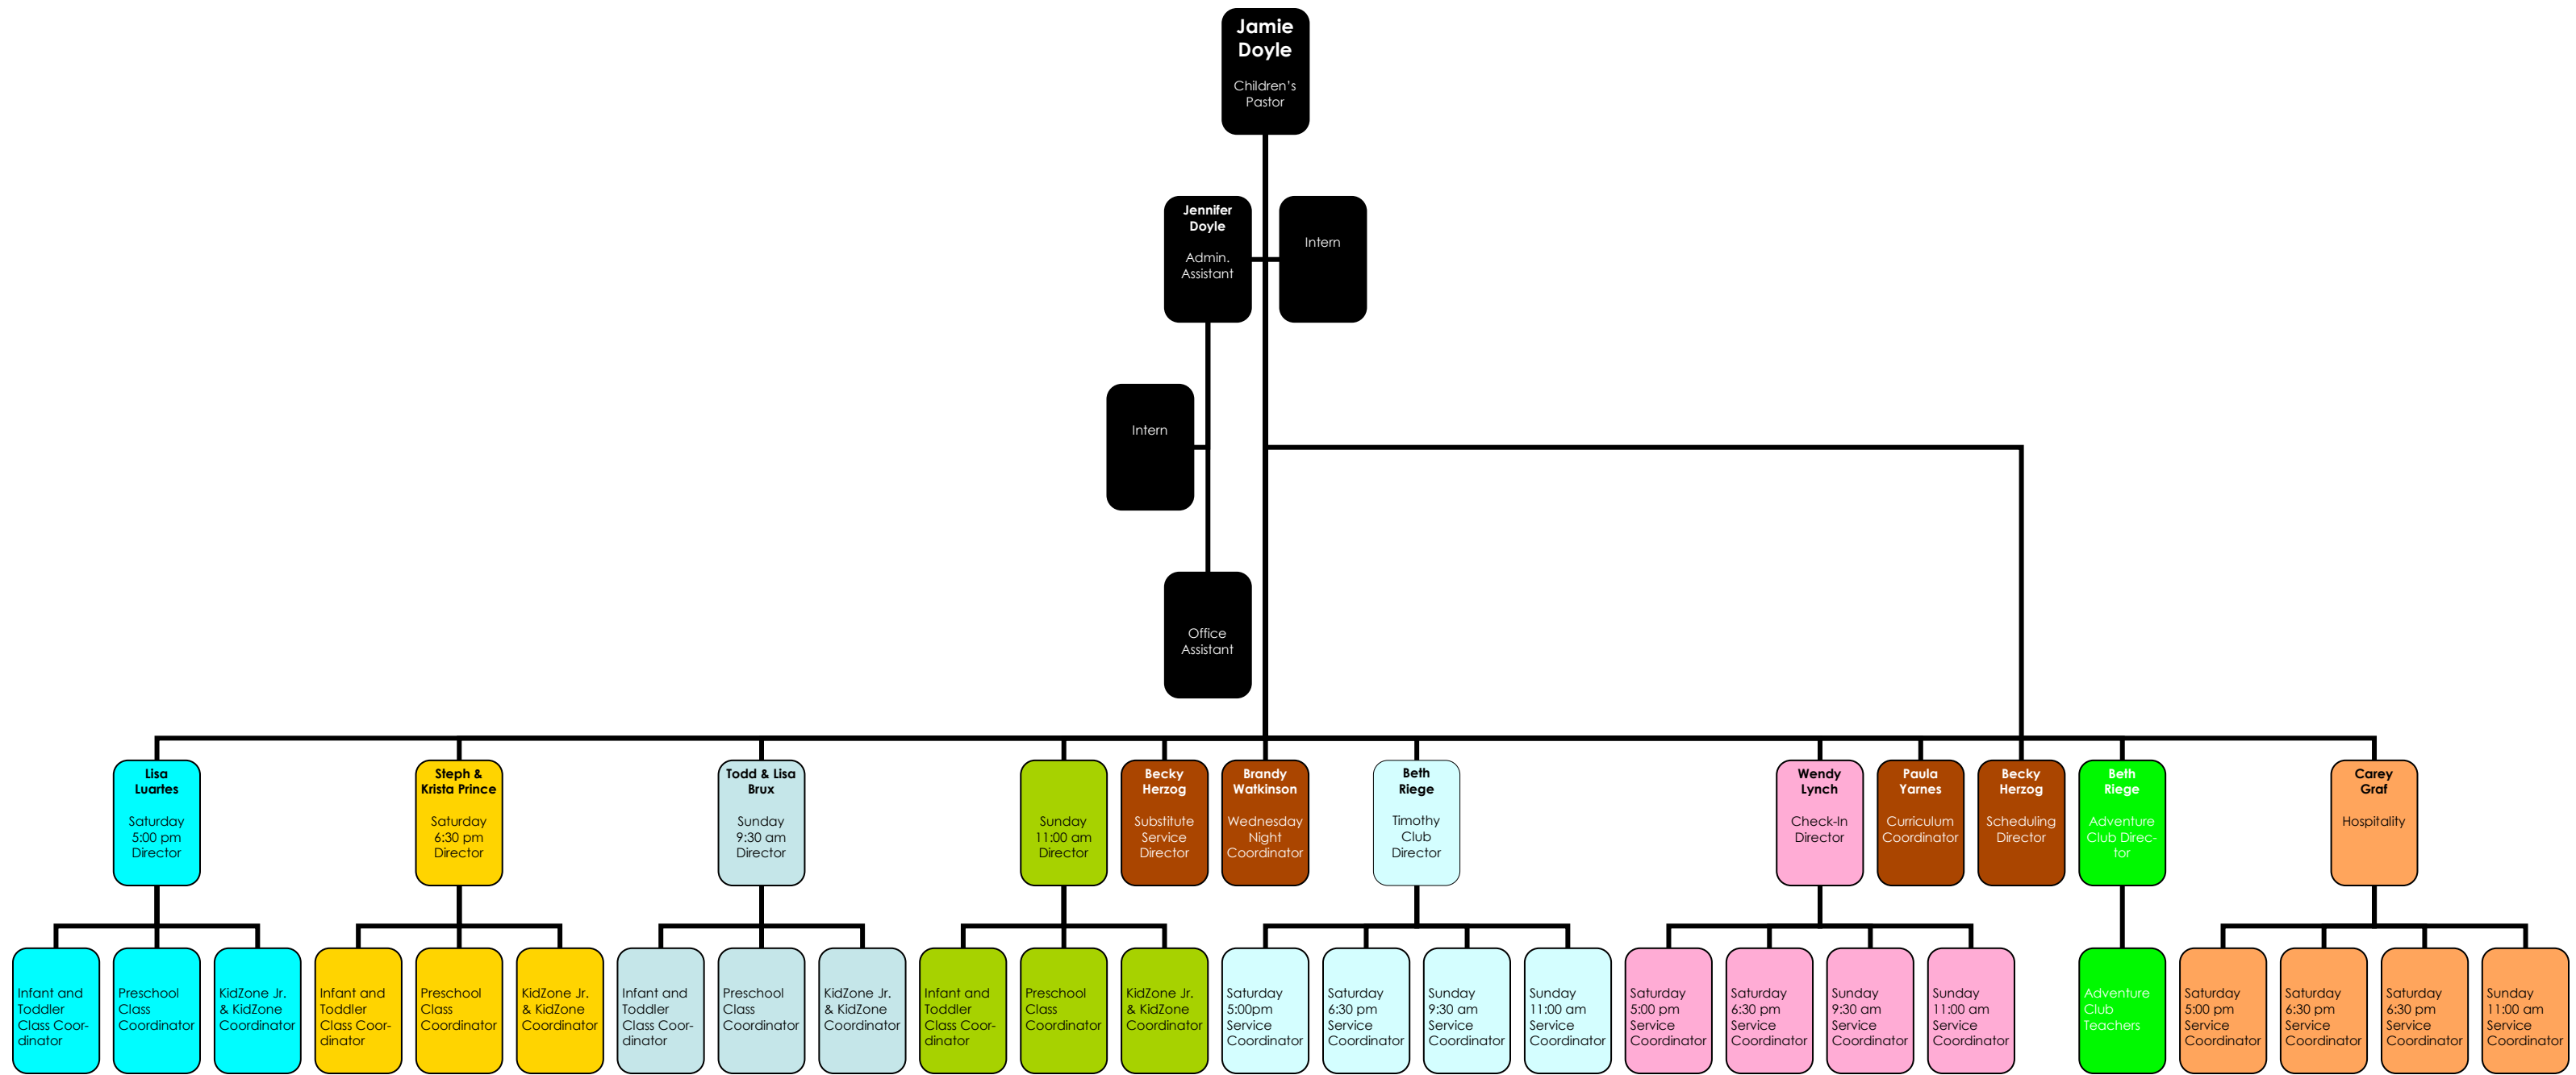 Jamie
Doyle
Children's
Pastor
Jennifer
Doyle
Admin.
Assistant
Intern
Intern
Office
Assistant
Lisa
Luartes
Saturday
5:00 pm
Director
Steph &
Krista Prince
Saturday
6:30 pm
Director
Todd & Lisa
Brux
Sunday
9:30 am
Director
Sunday
11:00 am
Director
Becky
Herzog
Substitute
Service
Director
Brandy
Watkinson
Wednesday
Night
Coordinator
Beth
Riege
Timothy
Club
Director
Wendy
Lynch
Check-In
Director
Paula
Yarnes
Curriculum
Coordinator
Becky
Herzog
Scheduling
Director
Beth
Riege
Adventure
Club Direc-
tor
Carey
Graf
Hospitality
Infant and
Toddler
Class Coor-
dinator
Preschool
Class
Coordinator
KidZone Jr.
& KidZone
Coordinator
Infant and
Toddler
Class Coor-
dinator
Preschool
Class
Coordinator
KidZone Jr.
& KidZone
Coordinator
Infant and
Toddler
Class Coor-
dinator
Preschool
Class
Coordinator
KidZone Jr.
& KidZone
Coordinator
Infant and
Toddler
Class Coor-
dinator
Preschool
Class
Coordinator
KidZone Jr.
& KidZone
Coordinator
Saturday
5:00pm
Service
Coordinator
Saturday
6:30 pm
Service
Coordinator
Sunday
9:30 am
Service
Coordinator
Sunday
11:00 am
Service
Coordinator
Saturday
5:00 pm
Service
Coordinator
Saturday
6:30 pm
Service
Coordinator
Sunday
9:30 am
Service
Coordinator
Sunday
11:00 am
Service
Coordinator
Adventure
Club
Teachers
Saturday
5:00 pm
Service
Coordinator
Saturday
6:30 pm
Service
Coordinator
Saturday
6:30 pm
Service
Coordinator
Sunday
11:00 am
Service
Coordinator